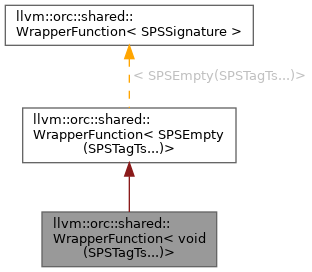 llvm::orc::shared::
WrapperFunction< SPSSignature >
< SPSEmpty(SPSTagTs...)>
llvm::orc::shared::
WrapperFunction< SPSEmpty
(SPSTagTs...)>
llvm::orc::shared::
WrapperFunction< void
(SPSTagTs...)>